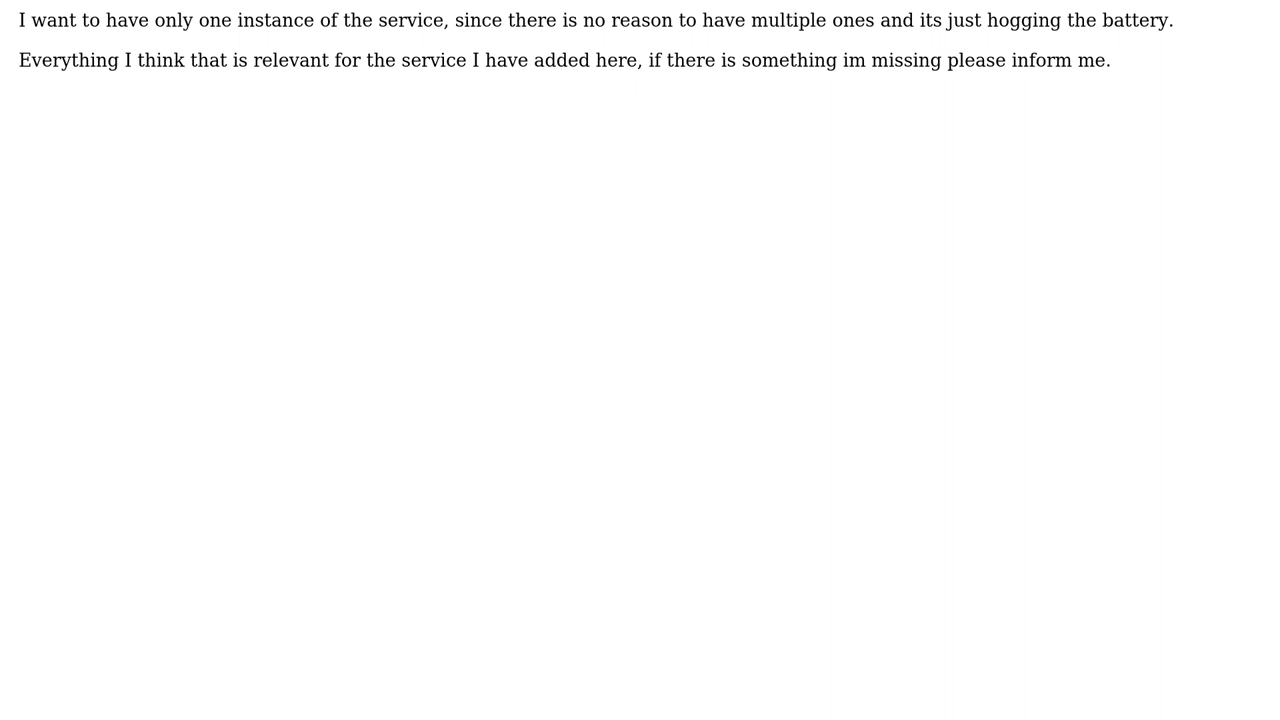 I want to have only one instance of the service, since there is no reason to have multiple ones and its just hogging the battery.
Everything I think that is relevant for the service I have added here, if there is something im missing please inform me.